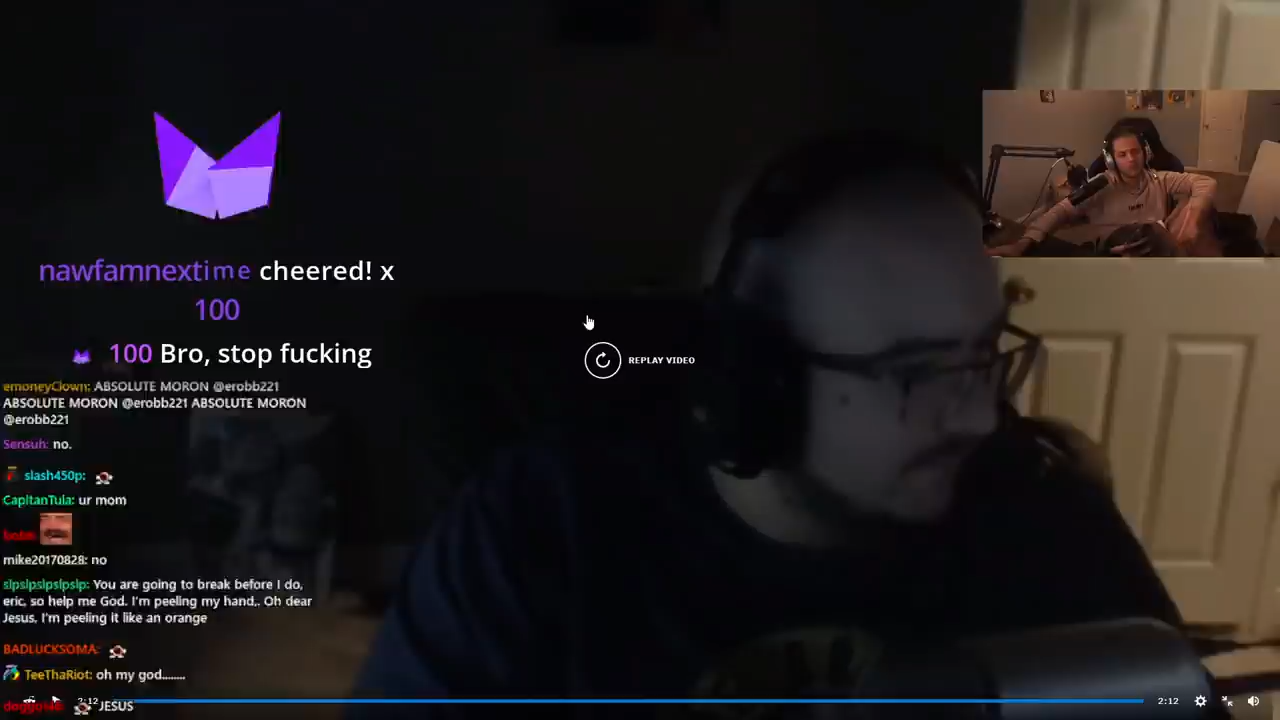 nawfamnextime cheered! x
100
100 Bro, stop fucking
emoneyClown: ABSOLUTE MORON @erobb221
ABSOLUTE MORON @erobb221 ABSOLUTE MORON
@erobb221
Sensuh: no.
slash450p:
CapitanTula: ur mom
mike20170828: no
slpslpslpslpslp: You are going to break before I do,
eric, so help me God. I'm peeling my hand.. Oh dear
Jesus. I'm peeling it like an orange
BADLUCKSOMA:
TeeThaRiot: oh my god........
JESUS
REPLAY VIDEO
2:12
2:12